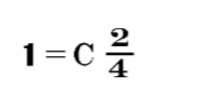 1 = C 2/4